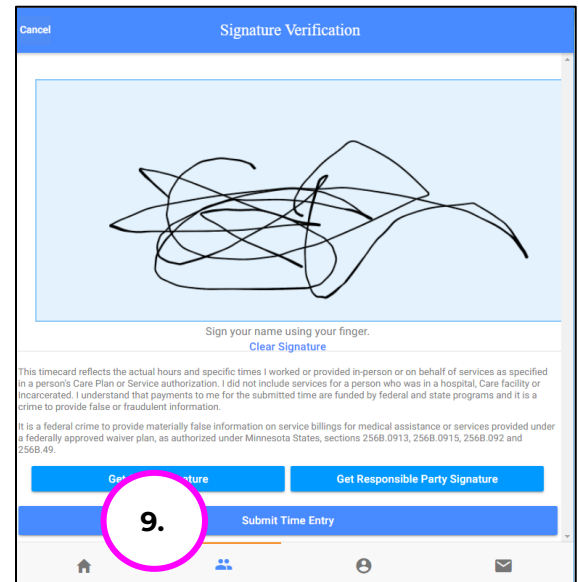 Cancel
Signature Verification
Sign your name using your finger.
Clear Signature
This timecard reflects the actual hours and specific times I worked or provided in-person or on behalf of services as specified
in a person's Care Plan or Service authorization. I did not include services for a person who was in a hospital, Care facility or
Incarcerated. I understand that payments to me for the submitted time are funded by federal and state programs and it is a
crime to provide false or fraudulent information.
It is a federal crime to provide materially false information on service billings for medical assistance or services provided under
a federally approved waiver plan, as authorized under Minnesota States, sections 256B.0913, 256B.0915, 256B.092 and
256B.49.
Get
Get Responsible Party Signature
9.
Submit Time Entry